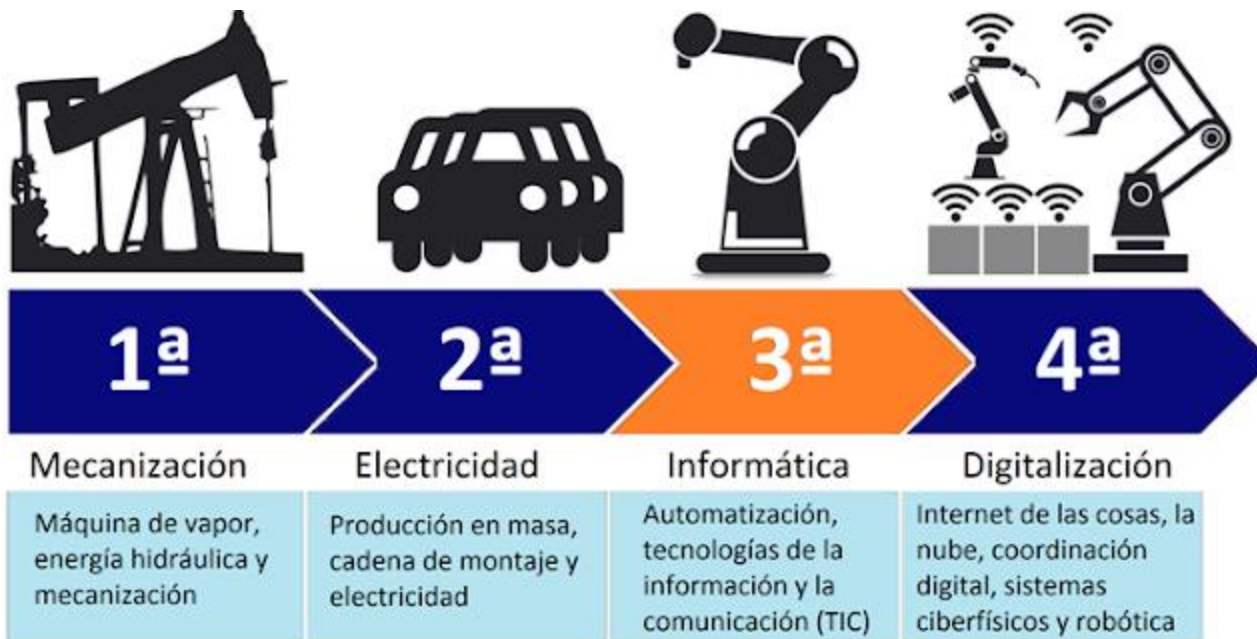 1ª
2ª
3ª
4ª
Mecanización
Electricidad
Informática
Digitalización
Máquina de vapor,
energía hidráulica y
mecanización
Producción en masa,
cadena de montaje y
electricidad
Automatización,
tecnologías de la
información y la
comunicación (TIC)
Internet de las cosas, la
nube, coordinación
digital, sistemas
ciberfísicos y robótica